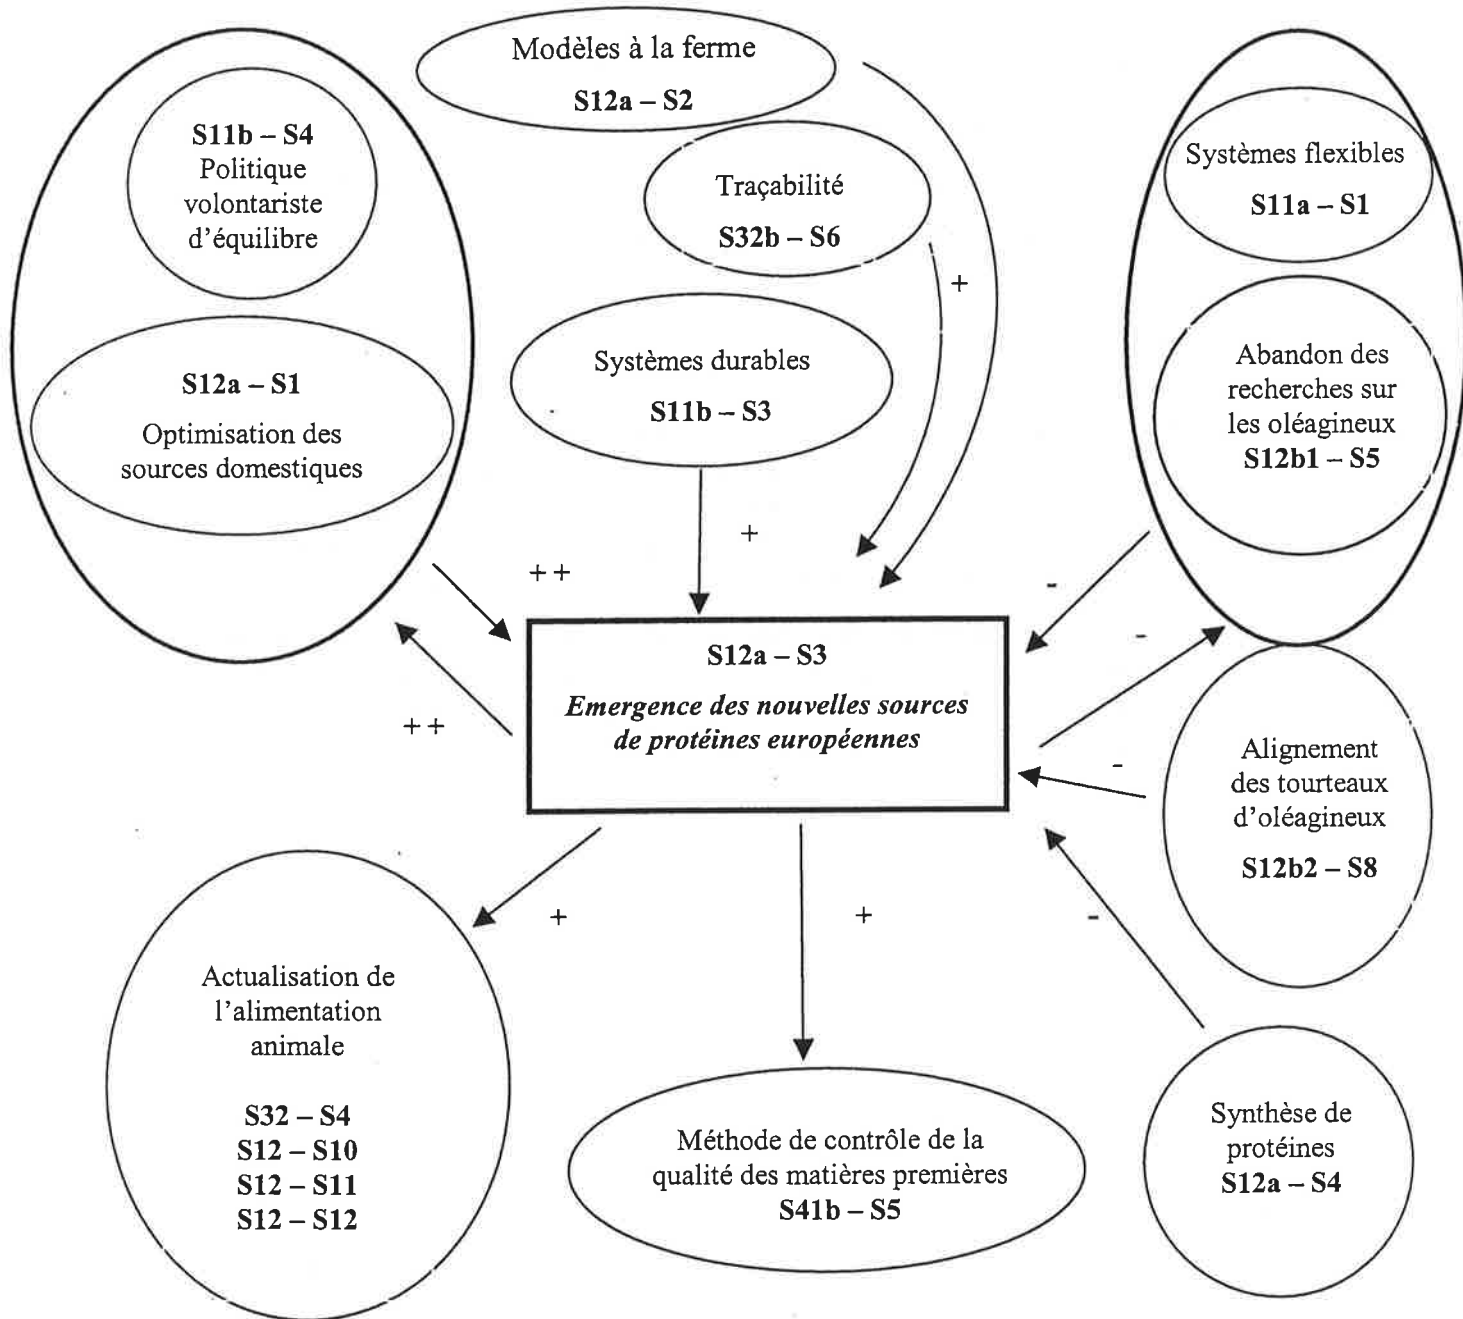 Modèles à la ferme
S12a – S2
S11b – S4
Politique
volontariste
d'équilibre
Traçabilité
S32b – S6
Systèmes flexibles
S11a – S1
+
S12a – S1
Optimisation des
sources domestiques
Systèmes durables
S11b – S3
Abandon des
recherches sur
les oléagineux
S12b1 – S5
+
++
-
-
++
S12a – S3
Emergence des nouvelles sources
de protéines européennes
-
Alignement
des tourteaux
d'oléagineux
S12b2 – S8
+
+
-
Actualisation de
l'alimentation
animale
S32 – S4
S12 – S10
S12 – S11
S12 – S12
Méthode de contrôle de la
qualité des matières premières
S41b – S5
Synthèse de
protéines
S12a – S4